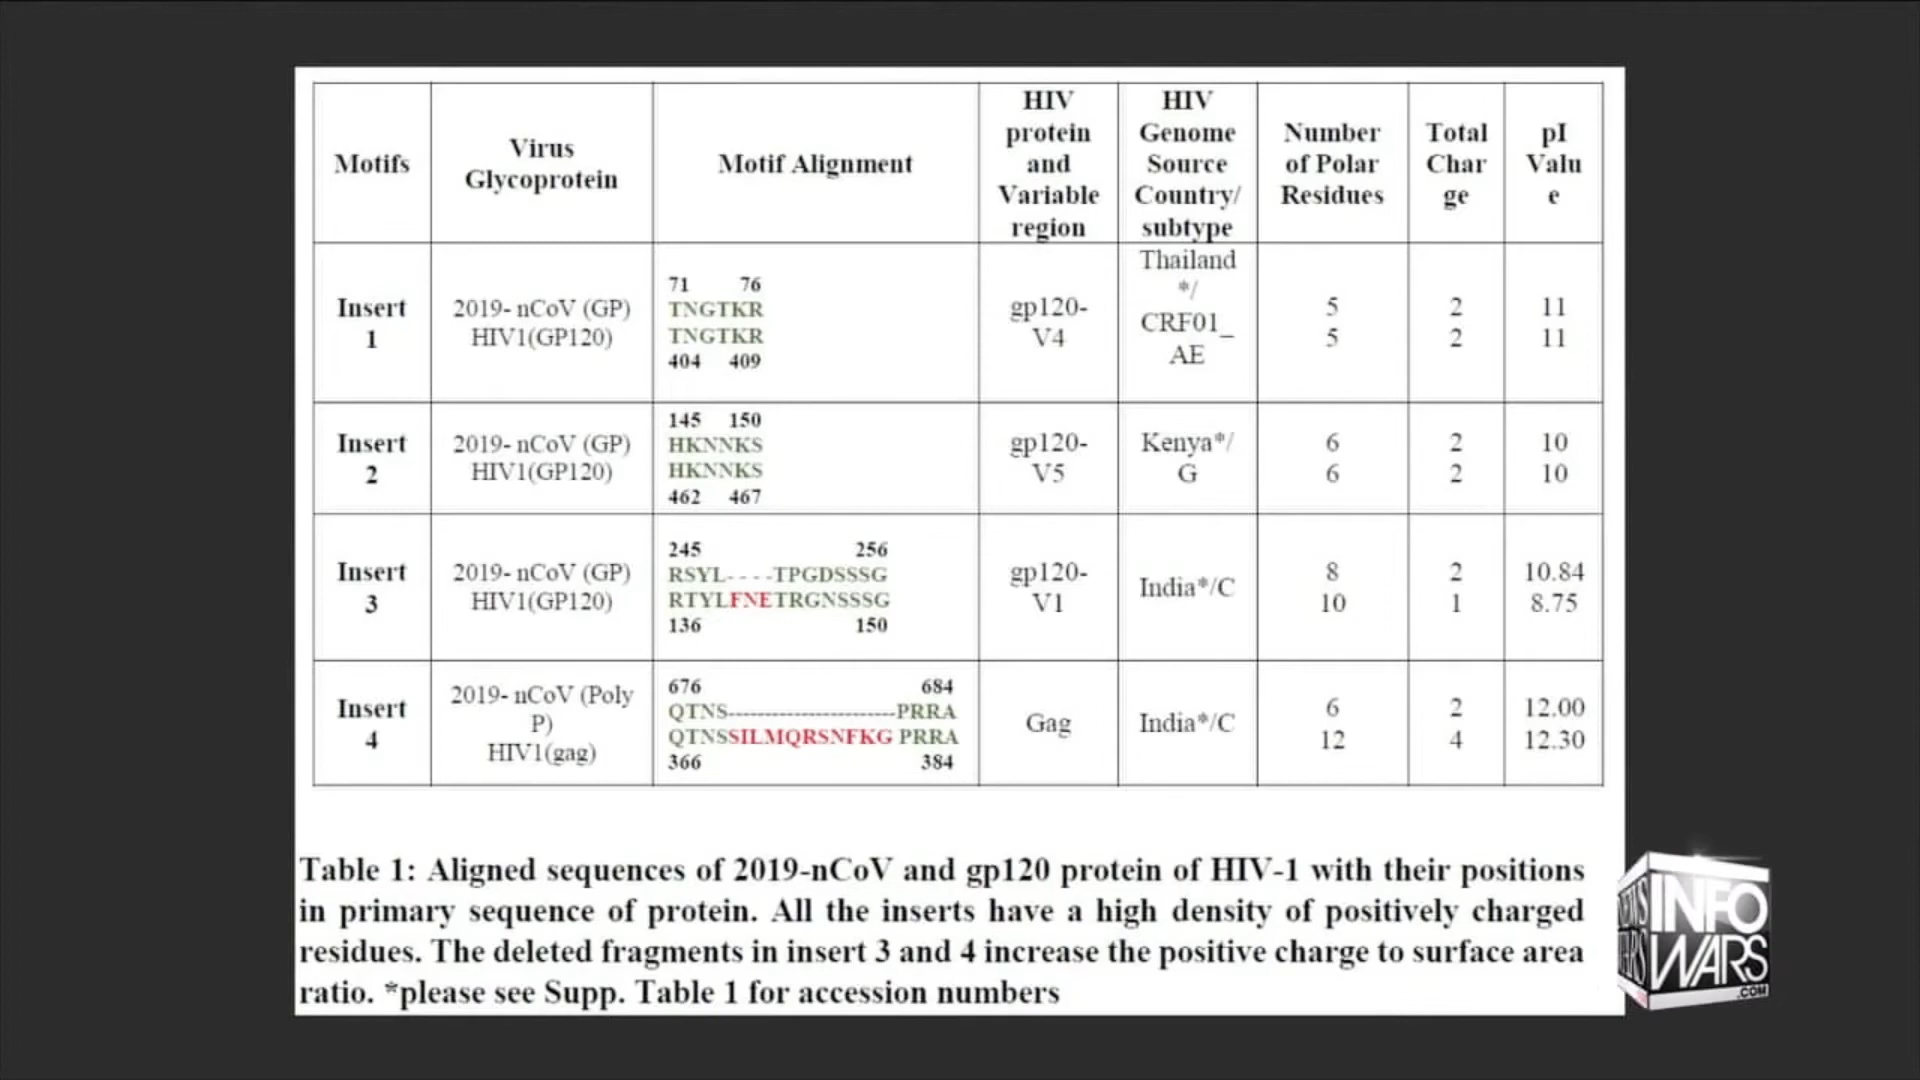 Motifs
Virus
Glycoprotein
Motif Alignment
HIV
protein
and
Variable
region
HIV
Genome
Source
Country/
subtype
Number
of Polar
Residues
Total
Char
ge
pI
Valu
e
Insert
1
2019- nCoV (GP)
HIV1(GP120)
71 76
TNGTKR
TNGTKR
404 409
gp120-
V4
Thailand
*/
CRF01_
AE
5
5
2
2
11
11
Insert
2
2019- nCoV (GP)
HIV1(GP120)
145 150
HKNNKS
HKNNKS
462 467
gp120-
V5
Kenya*/
G
6
6
2
2
10
10
Insert
3
2019- nCoV (GP)
HIV1(GP120)
245 256
RSYL----TPGDSSSG
RTYLFNETRGNSSSG
136 150
gp120-
V1
India*/C
8
10
2
1
10.84
8.75
Insert
4
2019- nCoV (Poly
P)
HIV1(gag)
676 684
QTNS-----------------------PRRA
QTNSSILMQRSNFKG PRRA
366 384
Gag
India*/C
6
12
2
4
12.00
12.30
Table 1: Aligned sequences of 2019-nCoV and gp120 protein of HIV-1 with their positions
in primary sequence of protein. All the inserts have a high density of positively charged
residues. The deleted fragments in insert 3 and 4 increase the positive charge to surface area
ratio. *please see Supp. Table 1 for accession numbers
INFO
WARS
.COM